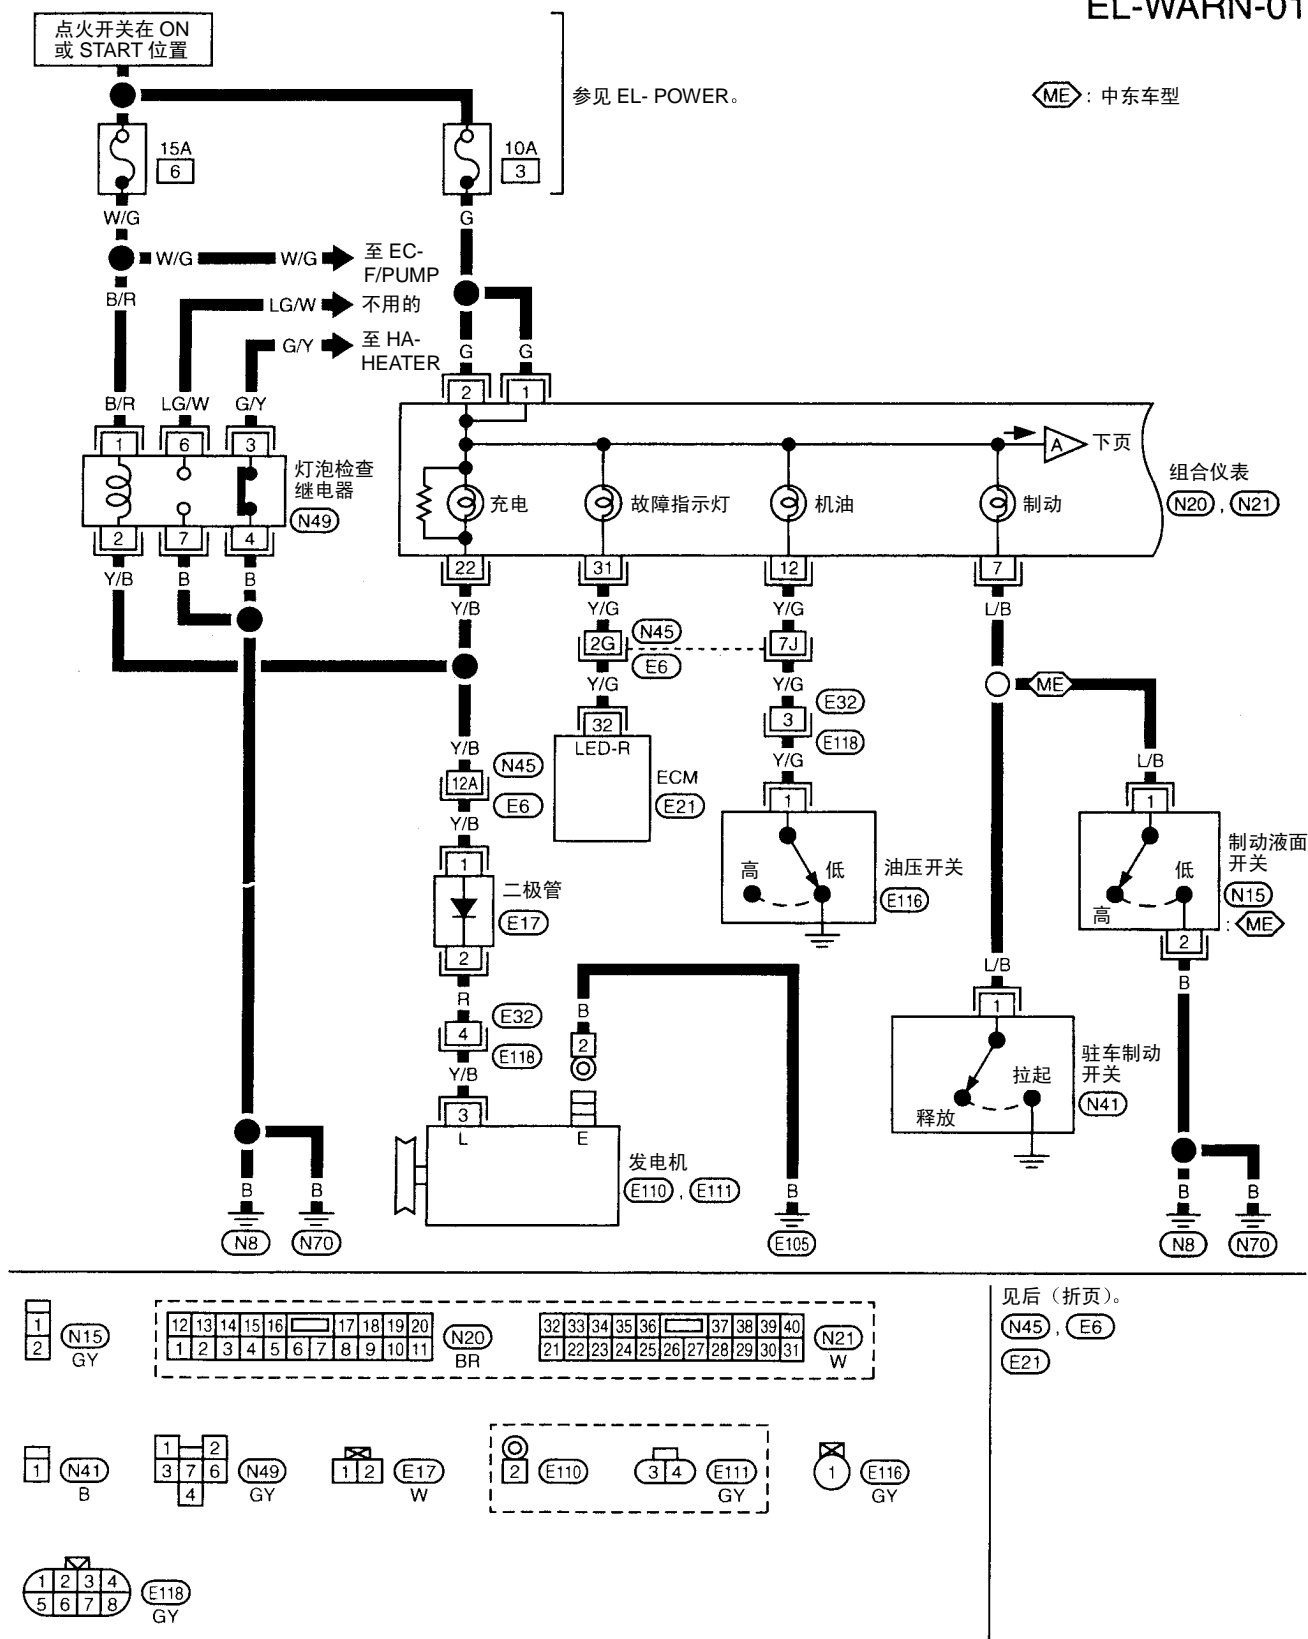 EL-WARN-01
点火开关在 ON
或 START 位置
参见 EL- POWER。
ME : 中东车型
15A
6
10A
3
W/G
G
W/G W/G 至 EC-
F/PUMP
B/R
LG/W 不用的
G/Y 至 HA-
HEATER
G G
2 1
B/R LG/W G/Y
1 6 3
A 下页
灯泡检查
继电器
N49
充电
故障指示灯
机油
制动
组合仪表
N20 , N21
2 7 4
22 31 12 7
Y/B B B
Y/B Y/G Y/G L/B
2G N45
E6
7J
Y/G Y/G
ME
32
LED-R
ECM
E21
3 E32
E118
Y/G
L/B
Y/B
12A N45
E6
Y/B
1
1
1
高 低
油压开关
E116
高 低
制动液面
开关
N15
: ME
二极管
E17
2
2
R
B
L/B
B
4 E32
E118
2
1
Y/B
释放 拉起
驻车制动
开关
N41
3
L E
发电机
E110 , E111
B B B B B
N8 N70 E105 N8 N70
1
2
N15
GY
12 13 14 15 16 17 18 19 20
1 2 3 4 5 6 7 8 9 10 11
N20
BR
32 33 34 35 36 37 38 39 40
21 22 23 24 25 26 27 28 29 30 31
N21
W
见后（折页）。
N45 , E6
E21
1
N41
B
1 2
3 7 6
4
N49
GY
1 2
E17
W
2
E110
3 4
E111
GY
1
E116
GY
1 2 3 4
5 6 7 8
E118
GY